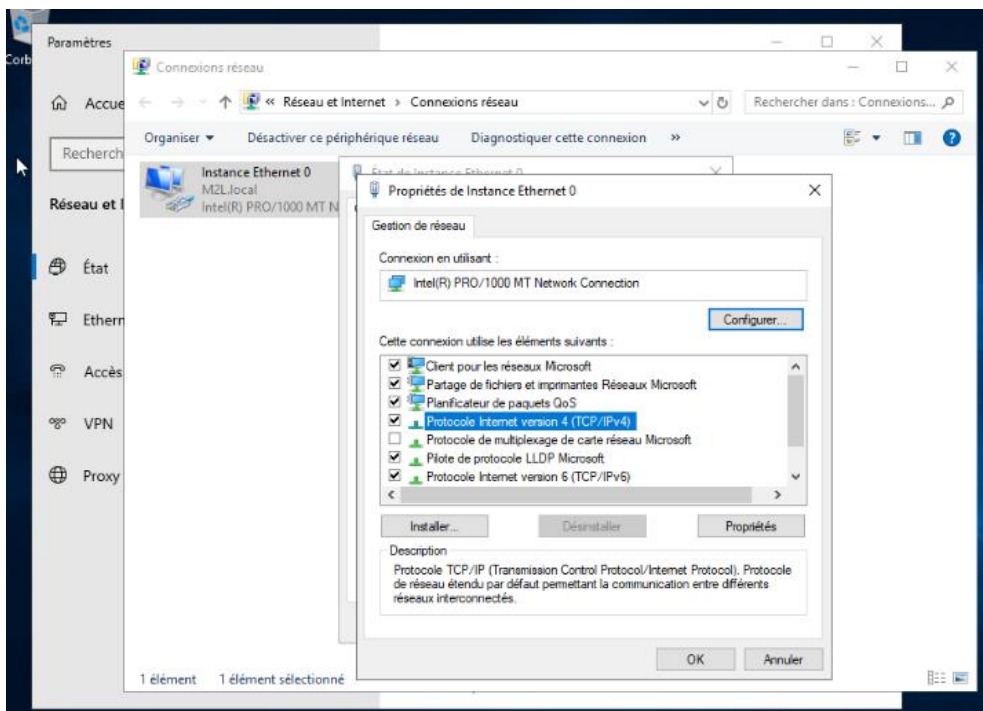 Corb
Paramètres
Accue
Recherch
Réseau et I
État
Ethern
Accès
VPN
Proxy
Connexions réseau
« Réseau et Internet › Connexions réseau
Rechercher dans : Connexions...
Organiser
Désactiver ce périphérique réseau
Diagnostiquer cette connexion
»
Instance Ethernet 0
M2L.local
Intel(R) PRO/1000 MT N
État de Instance Ethernet 0
Propriétés de Instance Ethernet 0
Gestion de réseau
Connexion en utilisant :
Intel(R) PRO/1000 MT Network Connection
Configurer...
Cette connexion utilise les éléments suivants :
Client pour les réseaux Microsoft
Partage de fichiers et imprimantes Réseaux Microsoft
Planificateur de paquets QoS
Protocole Internet version 4 (TCP/IPv4)
Protocole de multiplexage de carte réseau Microsoft
Pilote de protocole LLDP Microsoft
Protocole Internet version 6 (TCP/IPv6)
Installer...
Désinstaller
Propriétés
Description
Protocole TCP/IP (Transmission Control Protocol/Internet Protocol). Protocole
de réseau étendu par défaut permettant la communication entre différents
réseaux interconnectés.
OK
Annuler
1 élément
1 élément sélectionné